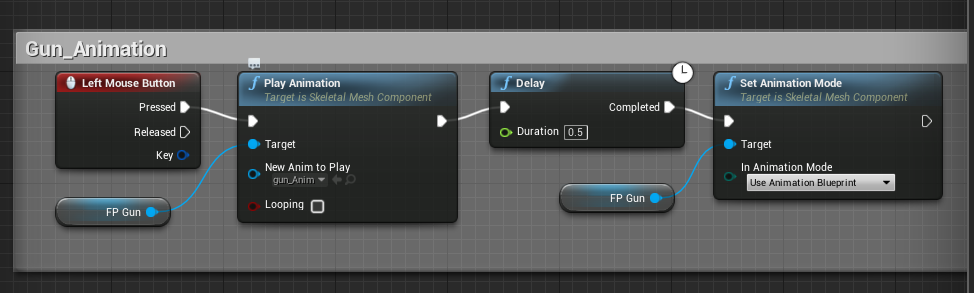 Gun_Animation
Left Mouse Button
Pressed
Released
Key
FP Gun
Play Animation
Target is Skeletal Mesh Component
Target
New Anim to Play
gun_Anim
Looping
Delay
Completed
Duration 0.5
FP Gun
Set Animation Mode
Target is Skeletal Mesh Component
Target
In Animation Mode
Use Animation Blueprint